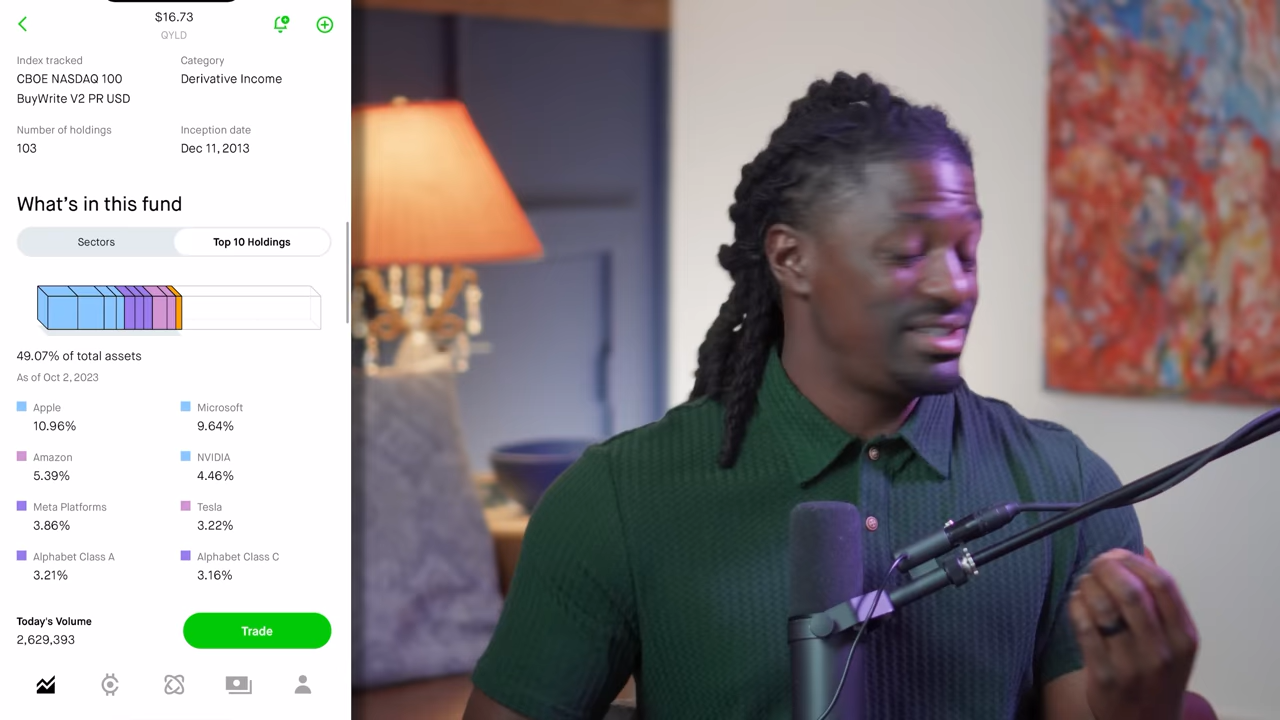 $16.73
QYLD
Index tracked
CBOE NASDAQ 100
BuyWrite V2 PR USD
Category
Derivative Income
Number of holdings
103
Inception date
Dec 11, 2013
What's in this fund
Sectors
Top 10 Holdings
49.07% of total assets
As of Oct 2, 2023
Apple
10.96%
Microsoft
9.64%
Amazon
5.39%
NVIDIA
4.46%
Meta Platforms
3.86%
Tesla
3.22%
Alphabet Class A
3.21%
Alphabet Class C
3.16%
Today's Volume
2,629,393
Trade